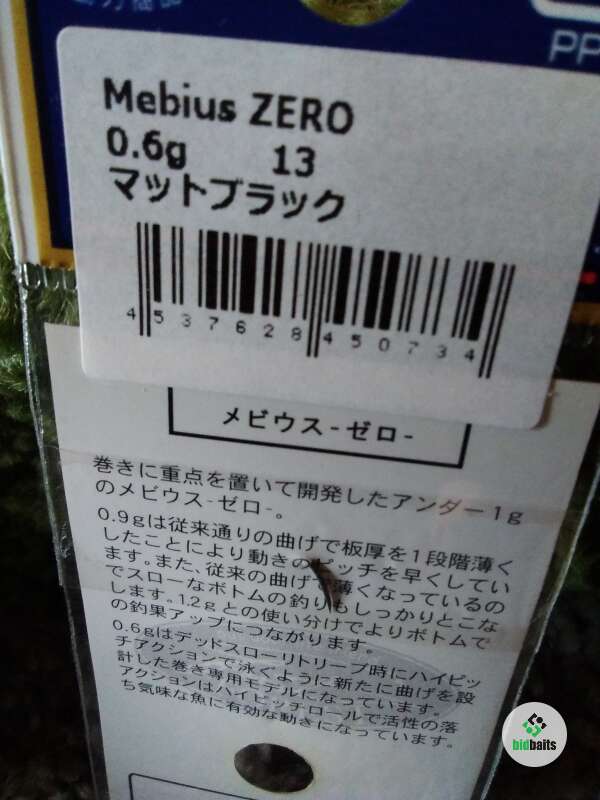 PP
Mebius ZERO
0.6g 13
マットブラック
4 537628 450734
メビウス-ゼロ-
巻きに重点を置いて開発したアンダー1g
のメビウス-ゼロ-。
0.9gは従来通りの曲げで板厚を1段階薄く
したことにより動きのピッチを早くしてい
ます。また、従来の曲げで薄くなっているの
でスローなボトムの釣りもしっかりとこな
します。1.2gとの使い分けでよりボトムで
の釣果アップにつながります。
0.6gはデッドスローリトリーブ時にハイピッ
チアクションで泳ぐように新たに曲げを設
計した巻き専用モデルになっています。
アクションはハイピッチロールで活性の落
ち気味な魚に有効な動きになっています。
bidbaits